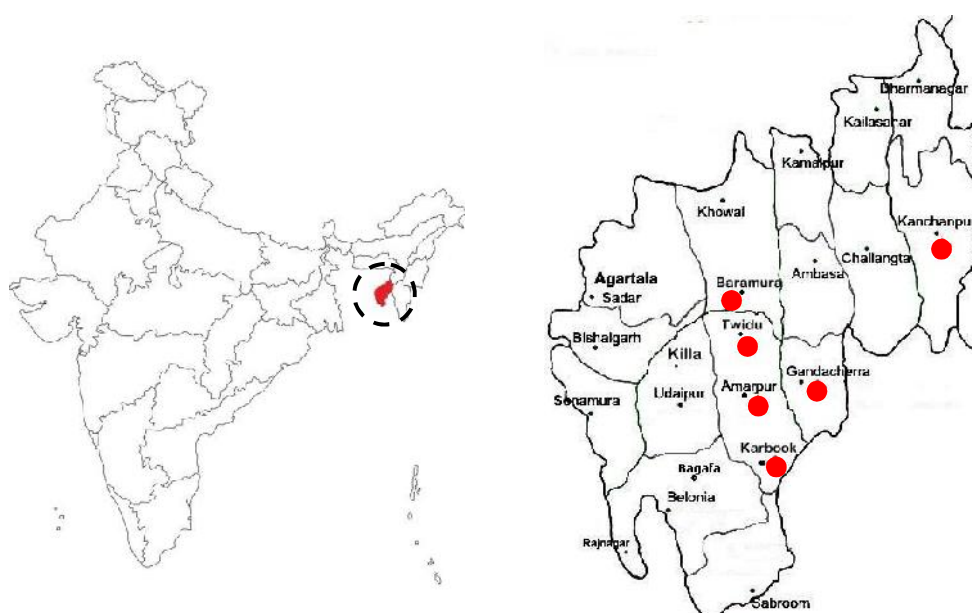 Dharmanagar
Kailasahar
Kamalpur
Khowal
Kanchanpur
Challangta
Ambasa
Agartala
Sadar
Baramura
Twidu
Bishalgarh
Killa
Gandacherra
Amarpur
Udaipur
Sonamura
Karbook
Bagafa
Belonia
Rajnagar
Sabroom